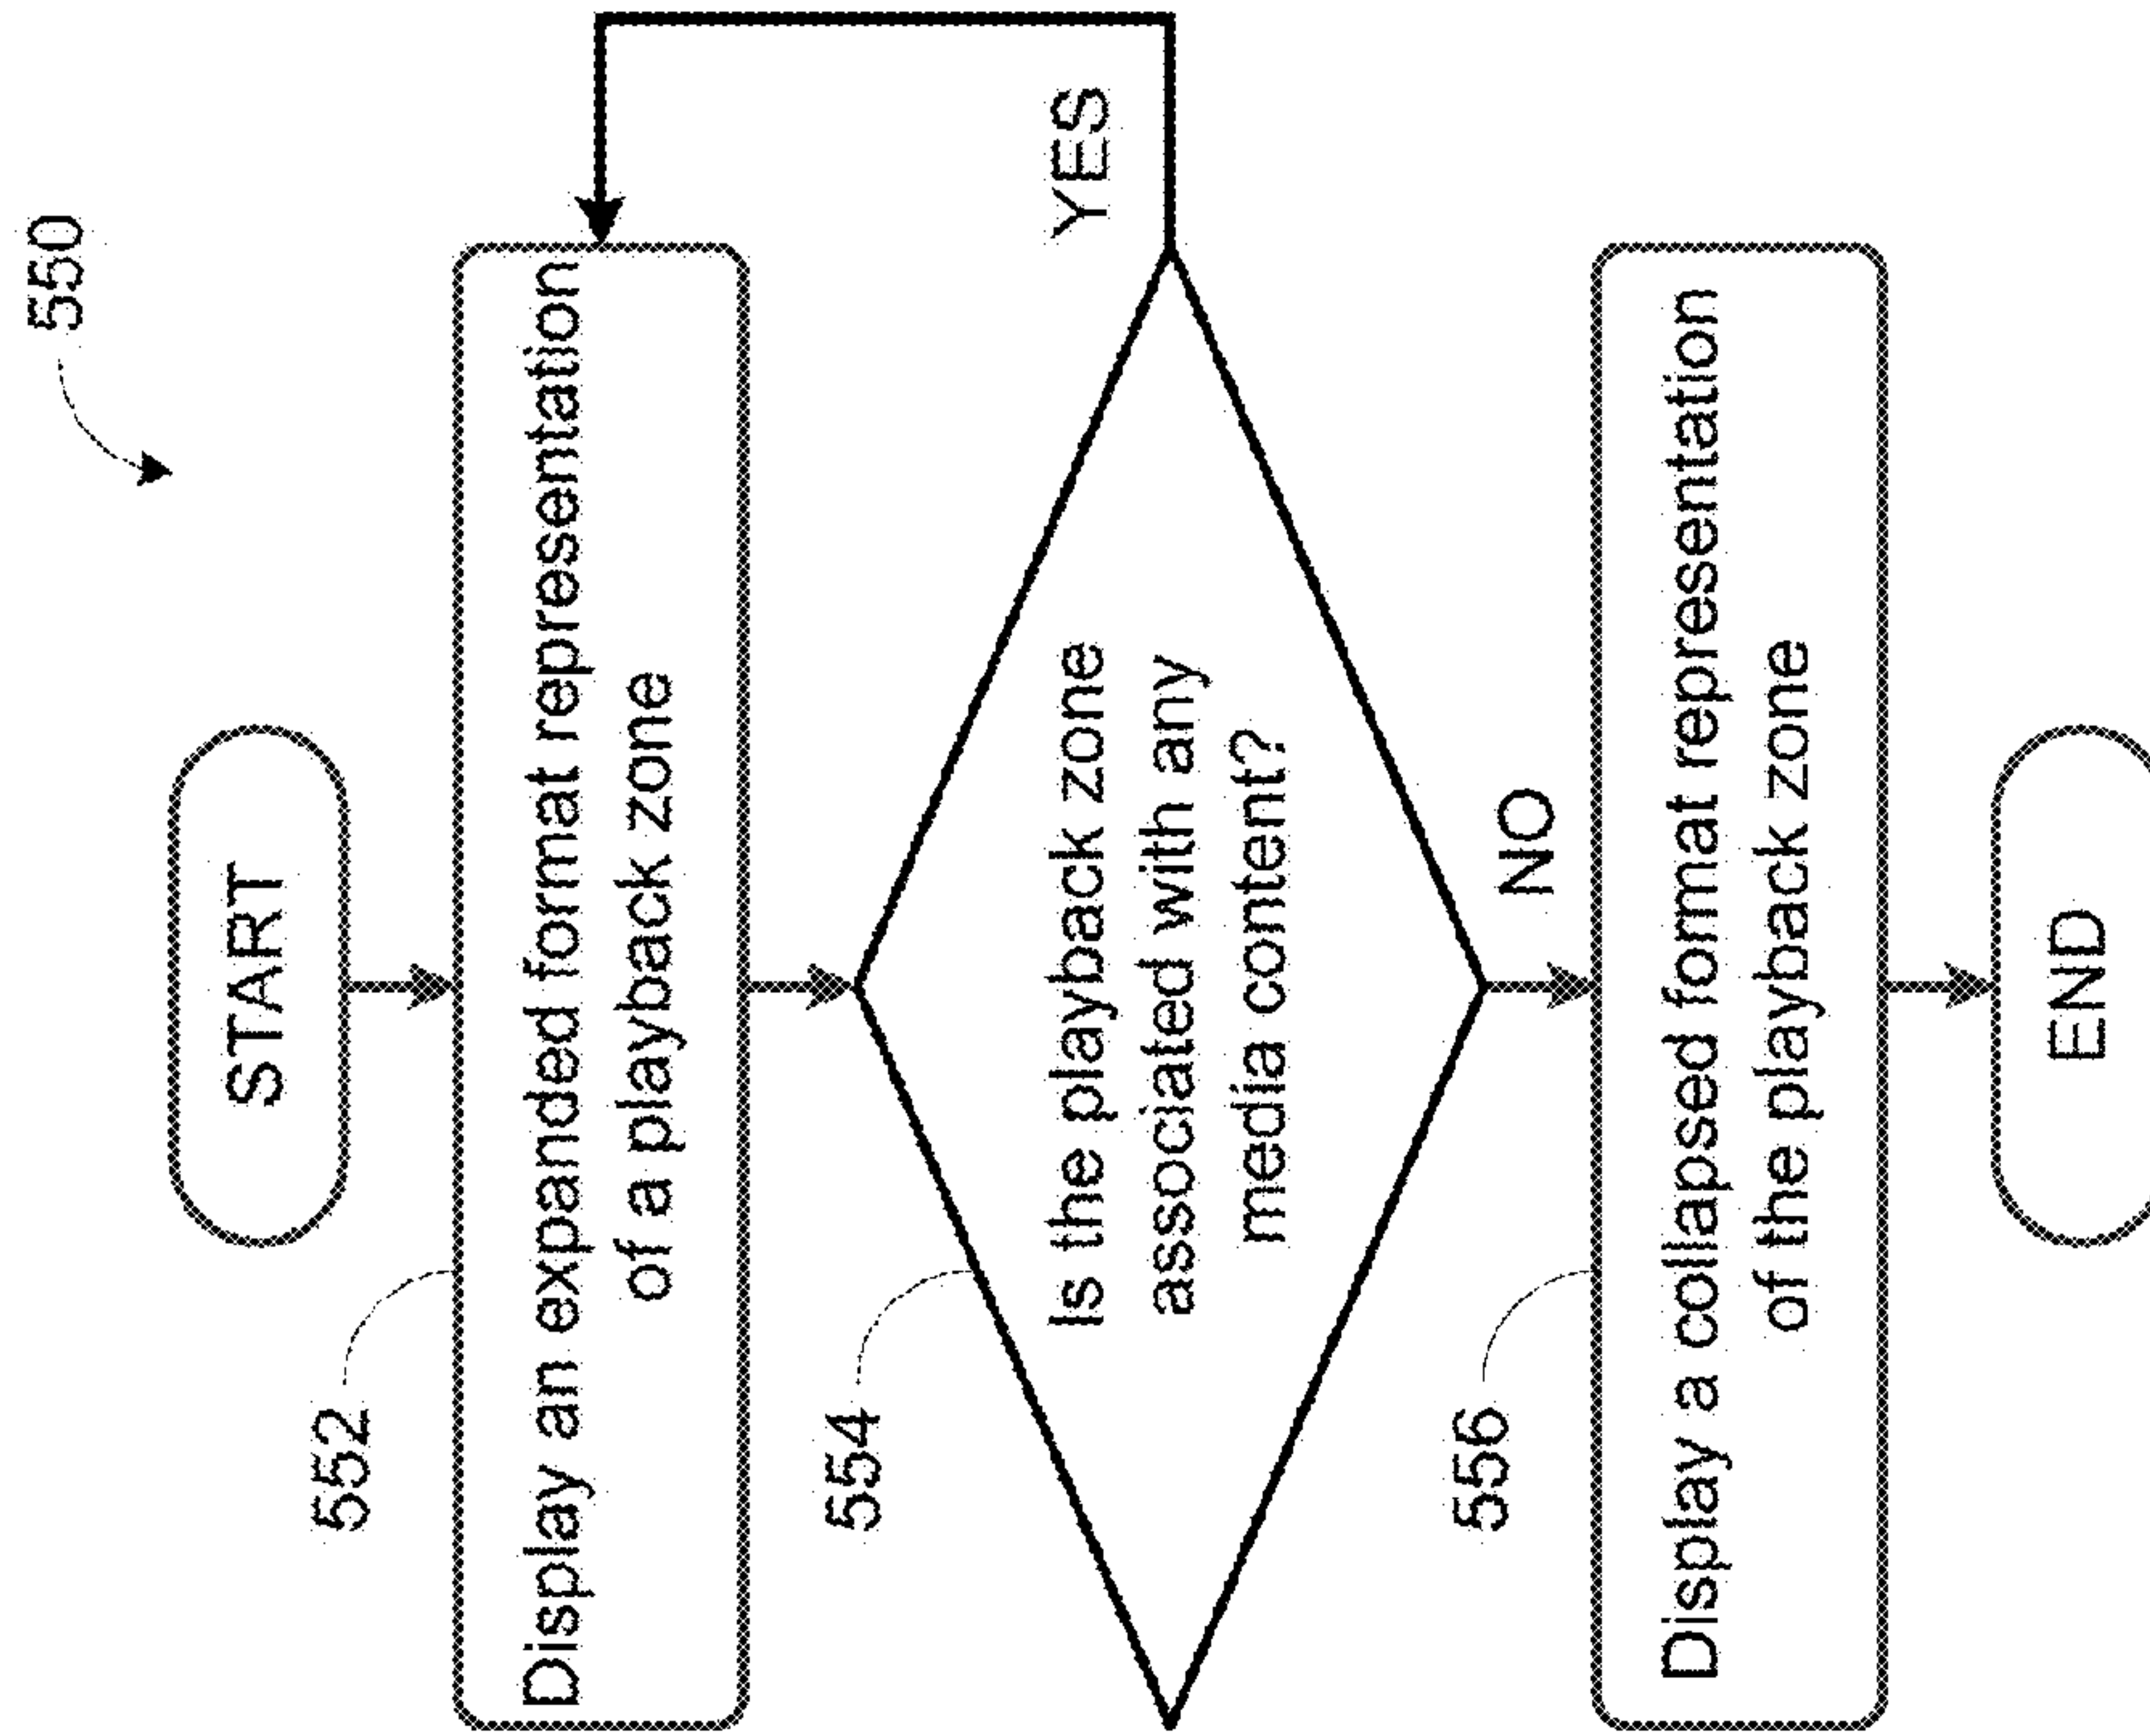 550
START
552
Display an expanded format representation
of a playback zone
554
Is the playback zone
associated with any
media content?
YES
NO
556
Display a collapsed format representation
of the playback zone
END